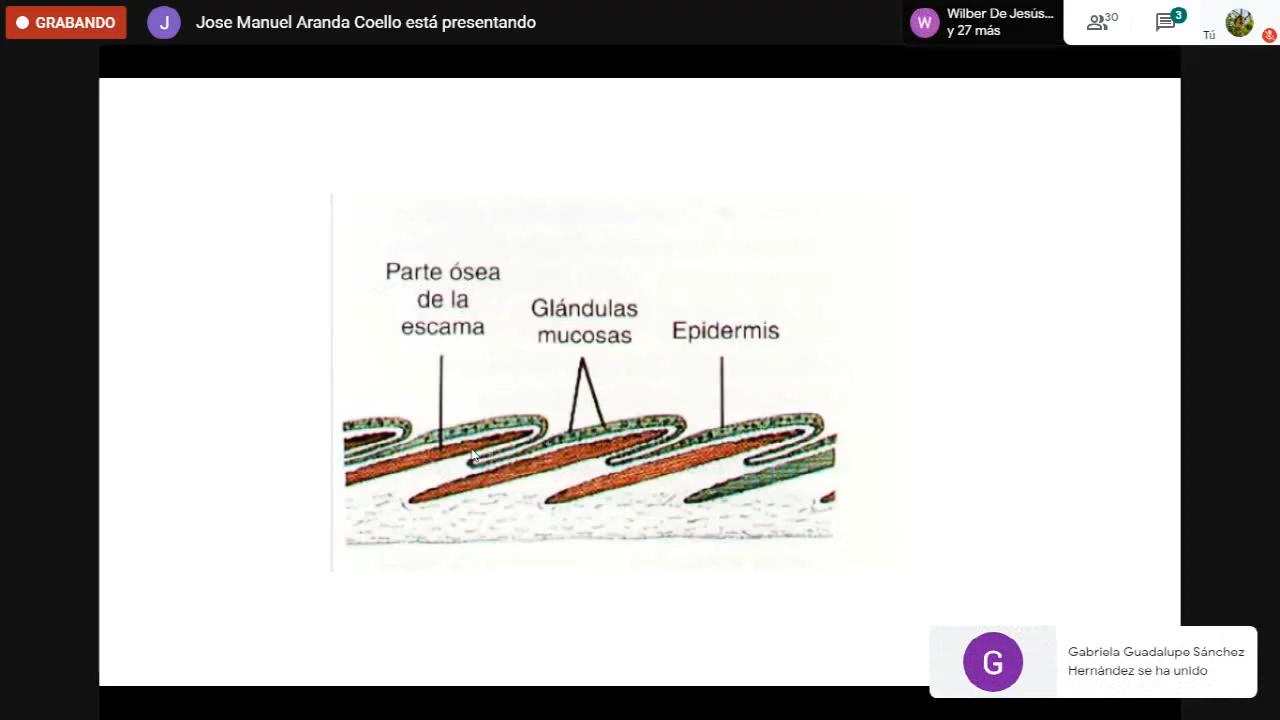 GRABANDO
J
Jose Manuel Aranda Coello está presentando
W
Wilber De Jesús...
y 27 más
30
3
Tú
Parte ósea
de la
escama
Glándulas
mucosas
Epidermis
G
Gabriela Guadalupe Sánchez
Hernández se ha unido